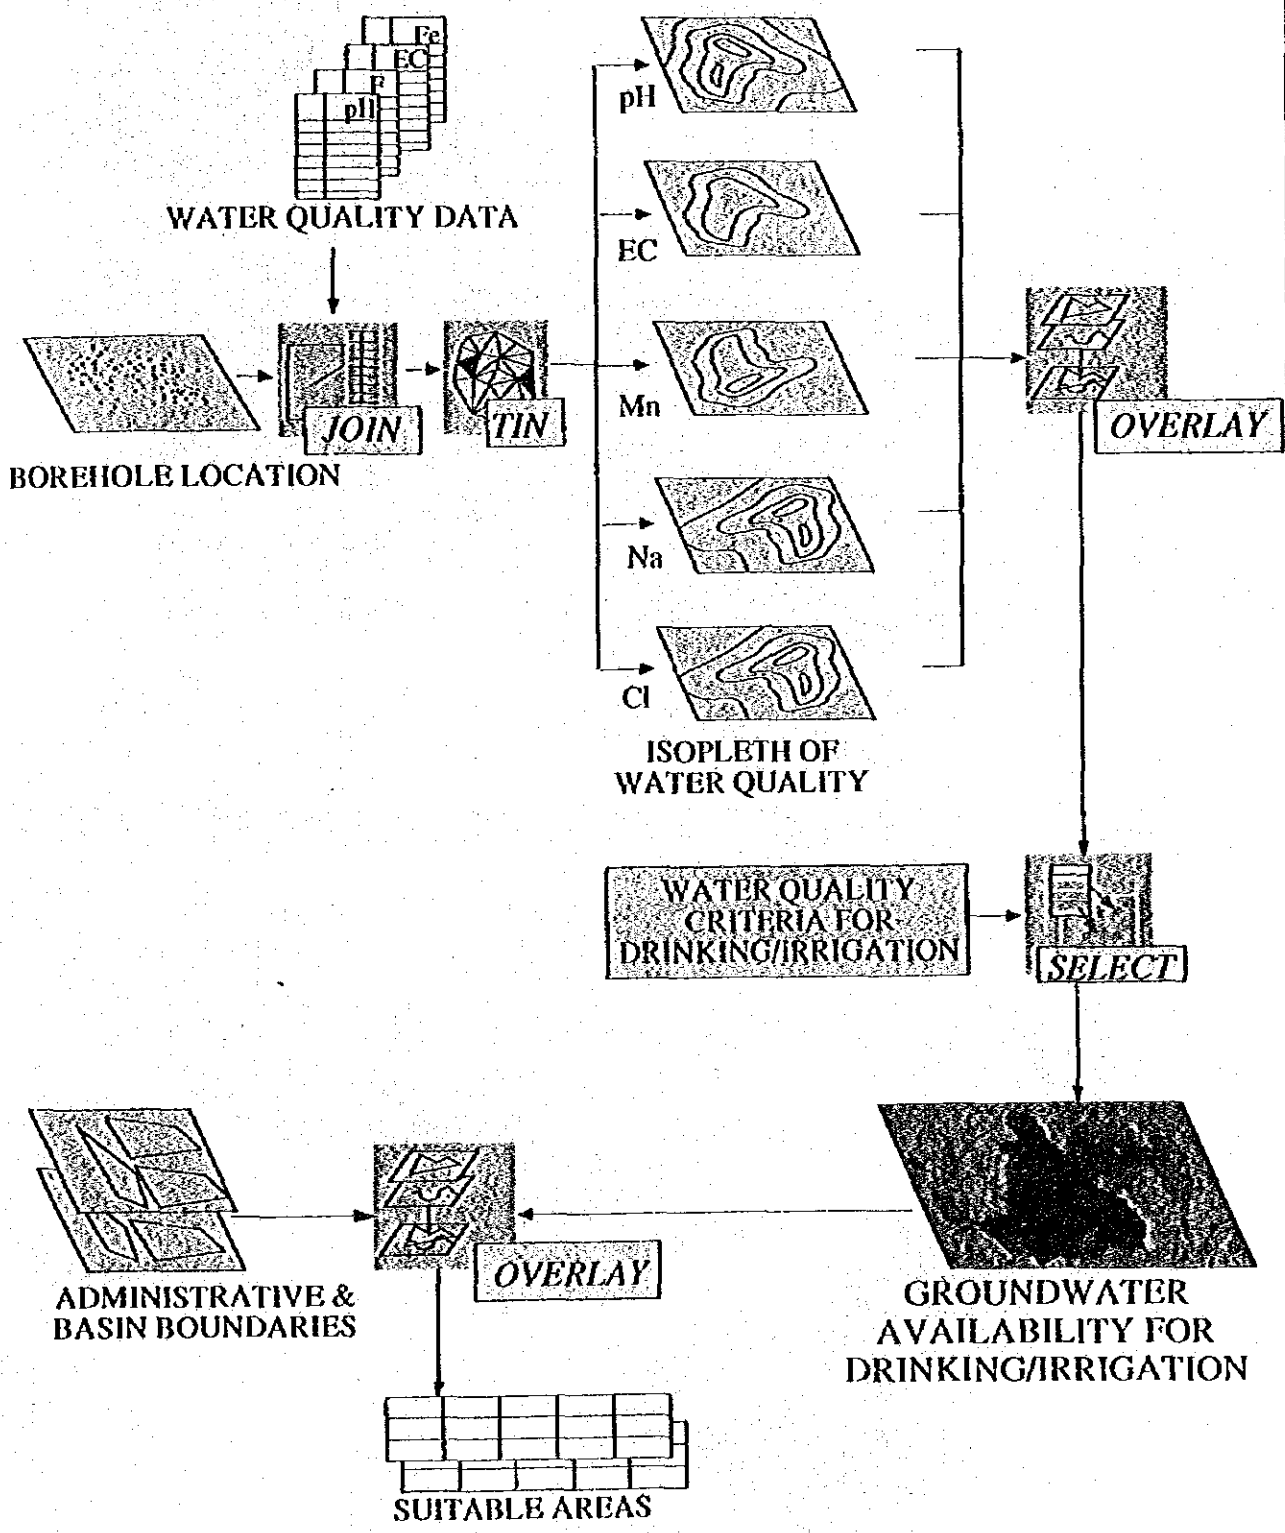 Fe
EC
F
pH
WATER QUALITY DATA
JOIN
TIN
BOREHOLE LOCATION
pH
EC
Mn
Na
Cl
ISOPLETH OF
WATER QUALITY
OVERLAY
WATER QUALITY
CRITERIA FOR
DRINKING/IRRIGATION
SELECT
ADMINISTRATIVE &
BASIN BOUNDARIES
OVERLAY
GROUNDWATER
AVAILABILITY FOR
DRINKING/IRRIGATION
SUITABLE AREAS